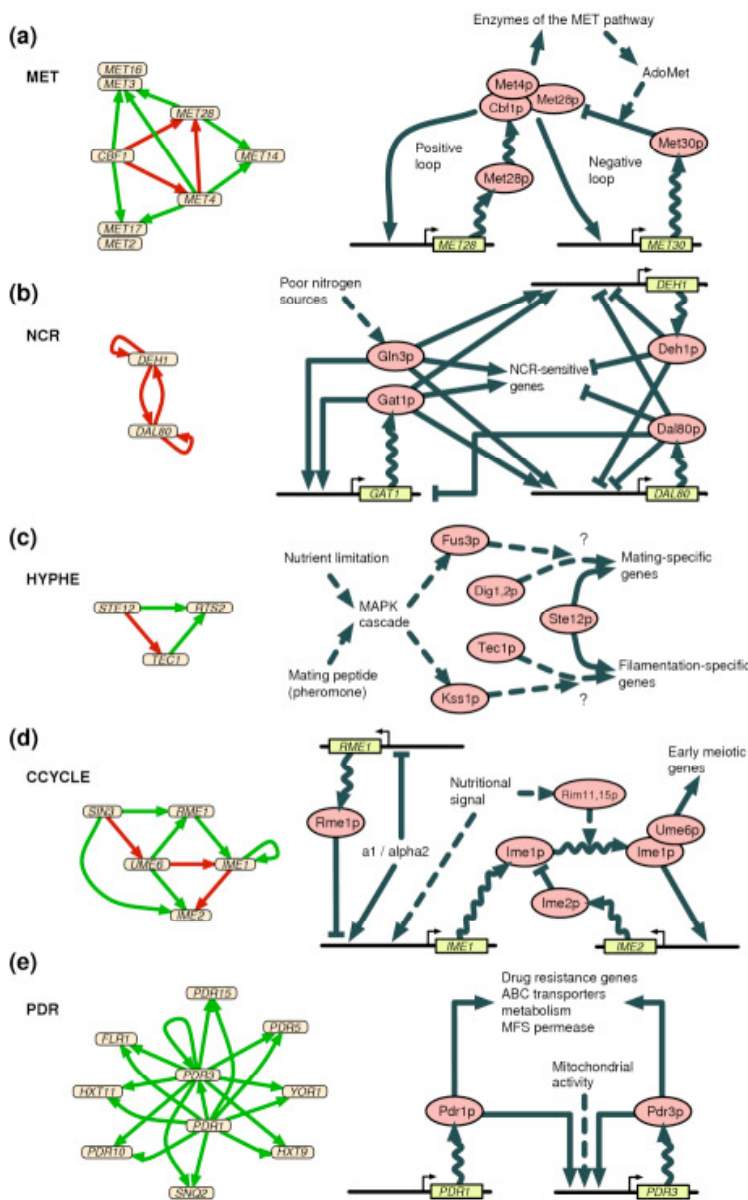 (a)
MET
MET16
MET3
MET28
CBF1
MET14
MET4
MET17
MET2
Enzymes of the MET pathway
AdoMet
Met4p
Cbf1p
Met28p
Met30p
Positive
loop
Negative
loop
Met28p
MET28
MET30
(b)
NCR
DEH1
DAL80
Poor nitrogen
sources
DEH1
Gln3p
Deh1p
NCR-sensitive
genes
Gat1p
Dal80p
GAT1
DAL80
(c)
HYPHE
STE12
RTS2
TEC1
Nutrient limitation
Fus3p
?
Mating-specific
genes
Dig1,2p
MAPK
cascade
Ste12p
Tec1p
Mating peptide
(pheromone)
Filamentation-specific
genes
Kss1p
?
(d)
CCYCLE
SIN3
RME1
UME6
IME1
IME2
RME1
Early meiotic
genes
Nutritional
signal
Rim11,15p
Rme1p
Ume6p
a1 / alpha2
Ime1p
Ime1p
Ime2p
IME1
IME2
(e)
PDR
PDR15
FLR1
PDR5
PDR3
HXT11
YOR1
PDR1
PDR10
HXT9
SNQ2
Drug resistance genes
ABC transporters
metabolism
MFS permease
Mitochondrial
activity
Pdr1p
Pdr3p
PDR1
PDR3